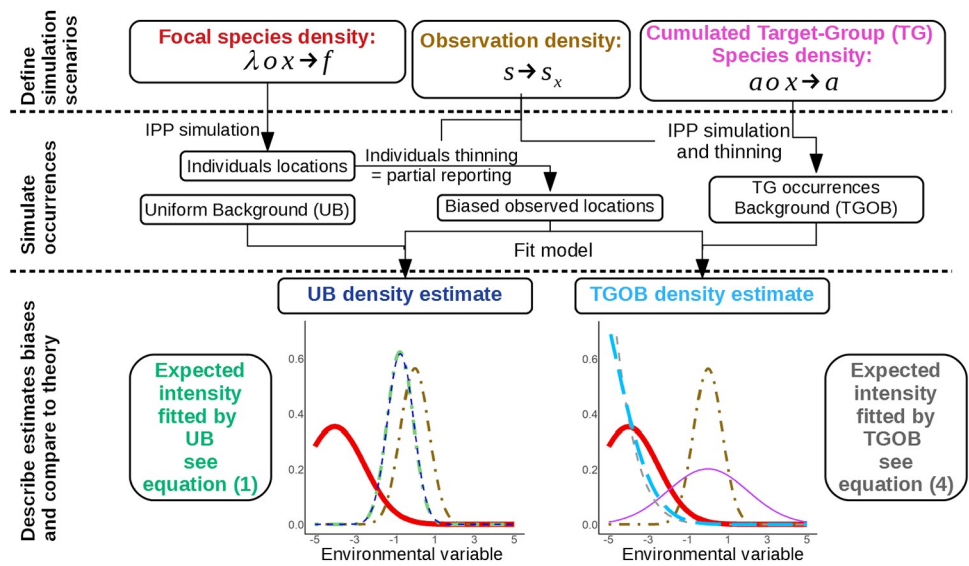 Define
simulation
scenarios
Focal species density:
λ o x → f
Observation density:
s → sₓ
Cumulated Target-Group (TG)
Species density:
a o x → a
Simulate
occurrences
IPP simulation
Individuals locations
Individuals thinning
= partial reporting
IPP simulation
and thinning
Uniform Background (UB)
Biased observed locations
TG occurrences
Background (TGOB)
Fit model
Describe estimates biases
and compare to theory
UB density estimate
TGOB density estimate
Expected
intensity
fitted by
UB
see
equation (1)
0.6
0.4
0.2
0.0
-5 -3 -1 1 3 5
Environmental variable
0.6
0.4
0.2
0.0
-5 -3 -1 1 3 5
Environmental variable
Expected
intensity
fitted by
TGOB
see
equation (4)